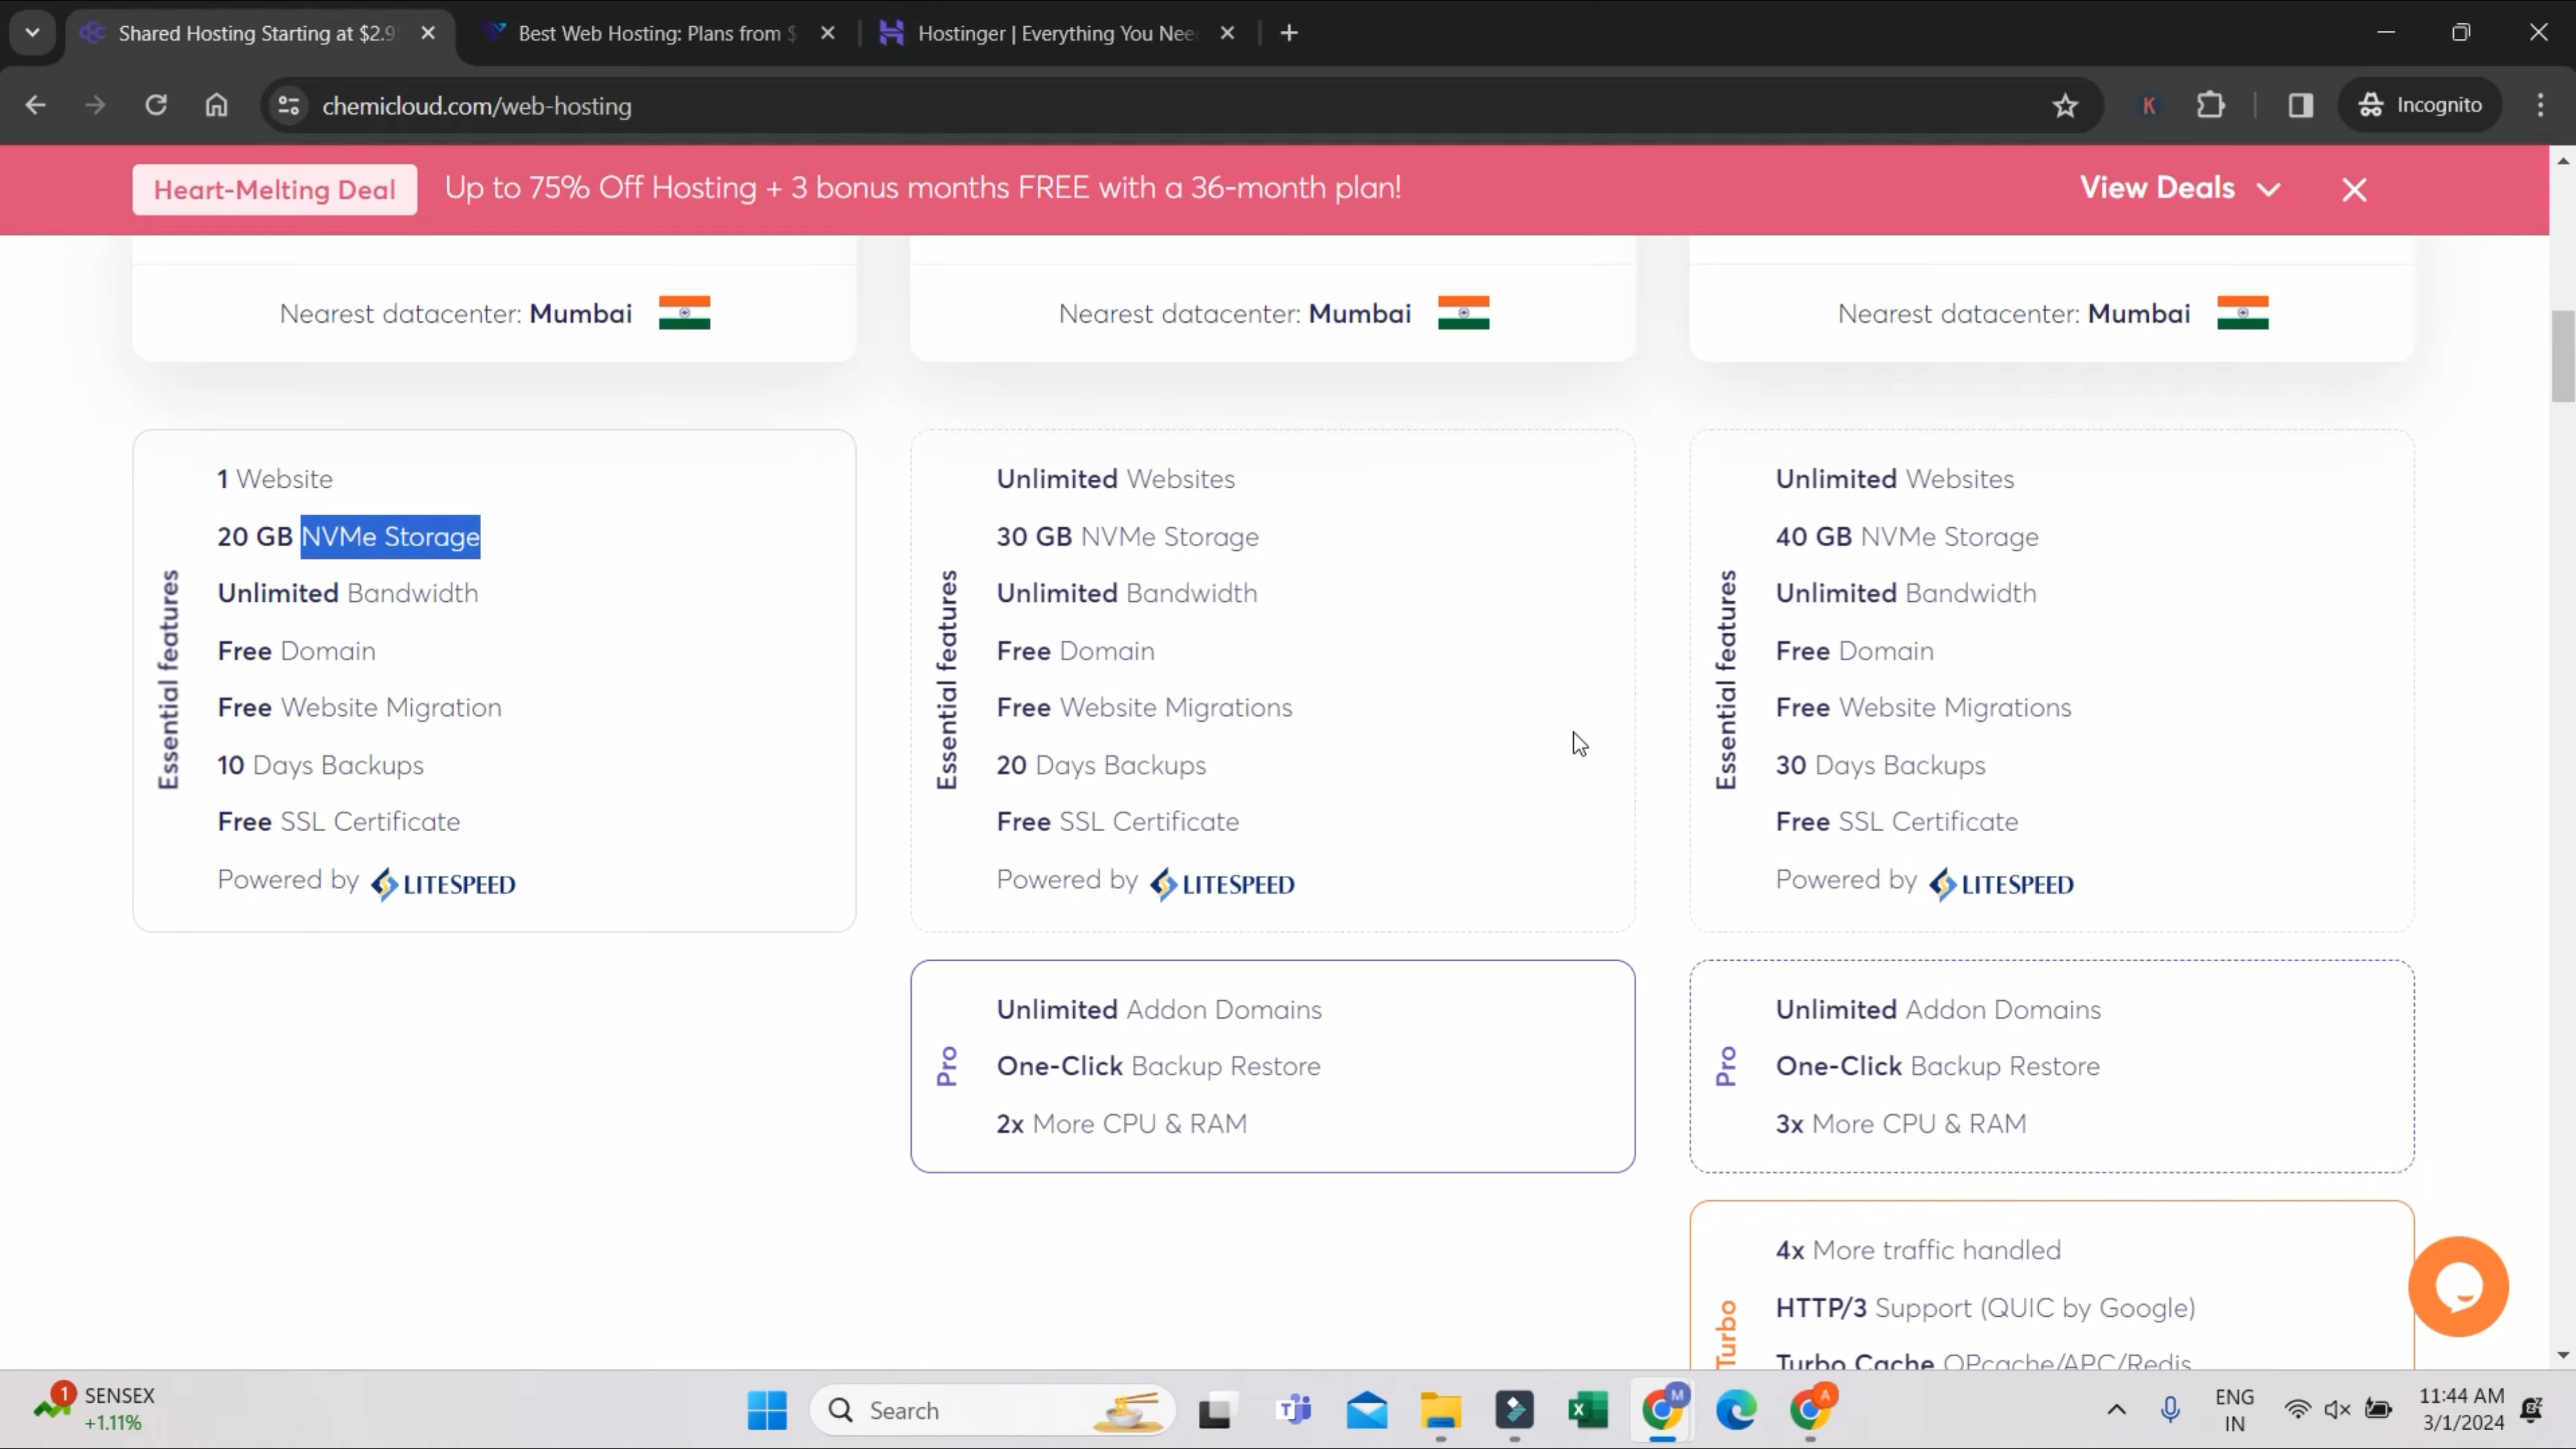 Shared Hosting Starting at $2.9
Best Web Hosting: Plans from $
Hostinger | Everything You Nee
chemicloud.com/web-hosting
K
Incognito
Heart-Melting Deal
Up to 75% Off Hosting + 3 bonus months FREE with a 36-month plan!
View Deals
Nearest datacenter: Mumbai
Nearest datacenter: Mumbai
Nearest datacenter: Mumbai
Essential features
1 Website
20 GB NVMe Storage
Unlimited Bandwidth
Free Domain
Free Website Migration
10 Days Backups
Free SSL Certificate
Powered by LITESPEED
Essential features
Unlimited Websites
30 GB NVMe Storage
Unlimited Bandwidth
Free Domain
Free Website Migrations
20 Days Backups
Free SSL Certificate
Powered by LITESPEED
Essential features
Unlimited Websites
40 GB NVMe Storage
Unlimited Bandwidth
Free Domain
Free Website Migrations
30 Days Backups
Free SSL Certificate
Powered by LITESPEED
Pro
Unlimited Addon Domains
One-Click Backup Restore
2x More CPU & RAM
Pro
Unlimited Addon Domains
One-Click Backup Restore
3x More CPU & RAM
Turbo
4x More traffic handled
HTTP/3 Support (QUIC by Google)
Turbo Cache OPcache/APC/Redis
1
SENSEX
+1.11%
Search
M
A
ENG
IN
11:44 AM
3/1/2024